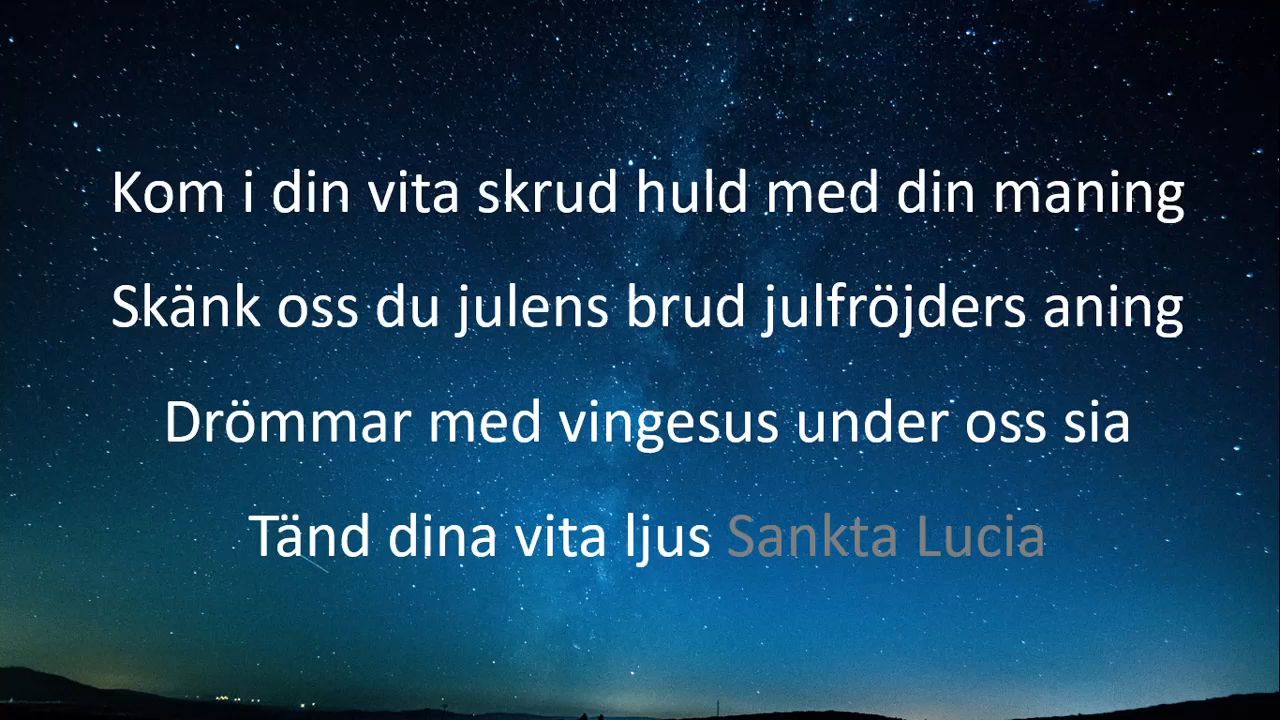 Kom i din vita skrud huld med din maning
Skänk oss du julens brud julfröjders aning
Drömmar med vingesus under oss sia
Tänd dina vita ljus Sankta Lucia